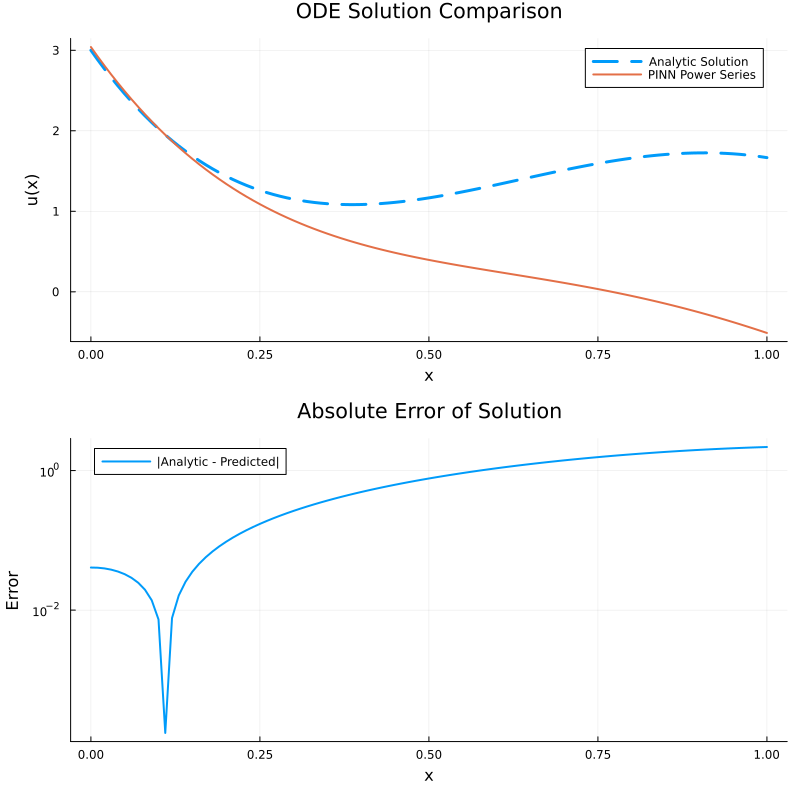 ODE Solution Comparison
3
2
1
0
u(x)
Analytic Solution
PINN Power Series
0.00 0.25 0.50 0.75 1.00
x
Absolute Error of Solution
10⁰
10⁻²
Error
|Analytic - Predicted|
0.00 0.25 0.50 0.75 1.00
x